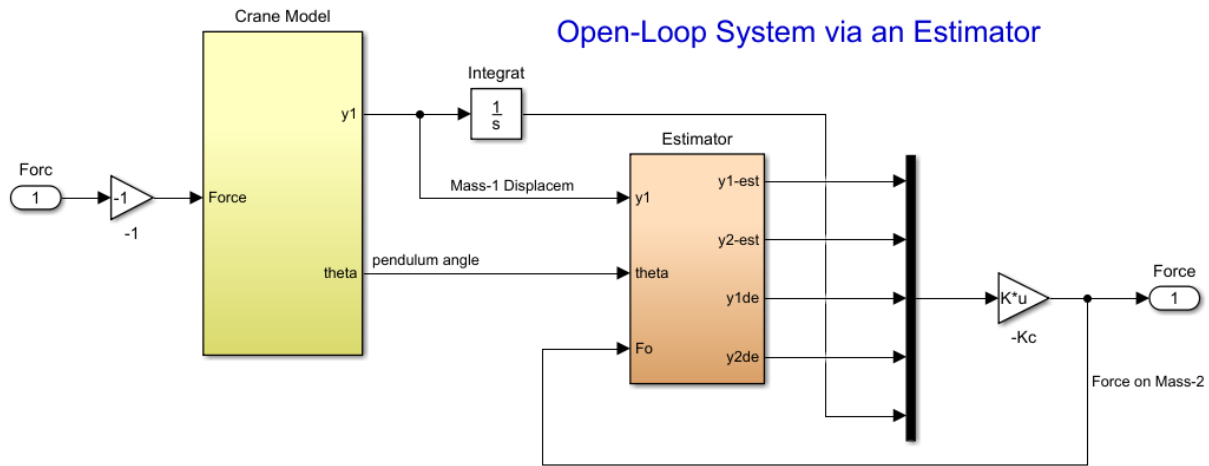 Open-Loop System via an Estimator
Crane Model
y1
Force
theta
Forc
1
-1
-1
Integrat
1
s
Mass-1 Displacem
pendulum angle
Estimator
y1
theta
Fo
y1-est
y2-est
y1de
y2de
K*u
-Kc
Force
1
Force on Mass-2